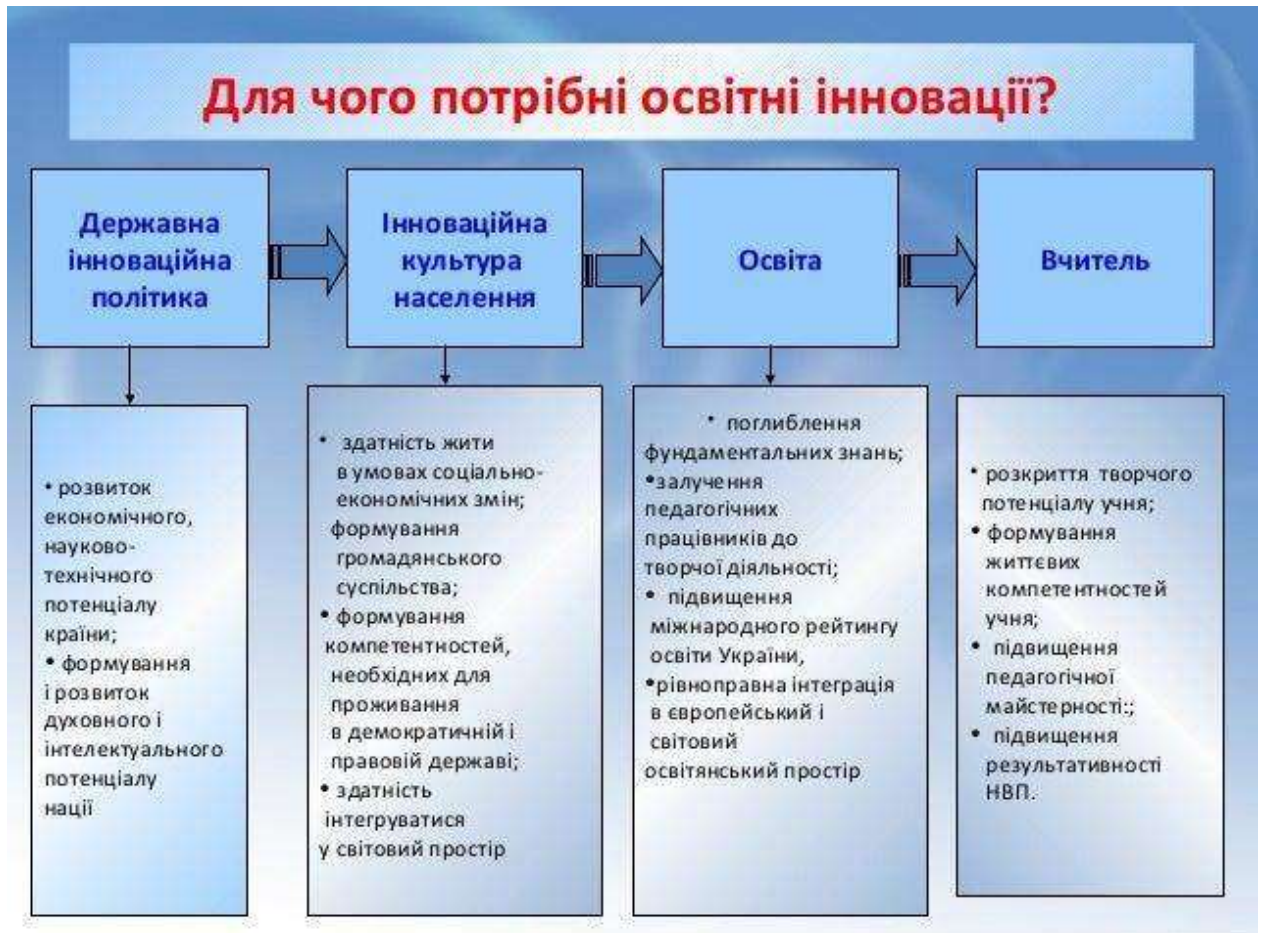 Для чого потрібні освітні інновації?
Державна
інноваційна
політика
Інноваційна
культура
населення
Освіта
Вчитель
• розвиток
економічного,
науково-
технічного
потенціалу
країни;
• формування
і розвиток
духовного і
інтелектуального
потенціалу
нації
• здатність жити
в умовах соціально-
економічних змін;
формування
громадянського
суспільства;
• формування
компетентностей,
необхідних для
проживання
в демократичній і
правовій державі;
• здатність
інтегруватися
у світовий простір
• поглиблення
фундаментальних знань;
•залучення
педагогічних
працівників до
творчої діяльності;
• підвищення
міжнародного рейтингу
освіти України,
•рівноправна інтеграція
в європейський і
світовий
освітянський простір
• розкриття творчого
потенціалу учня;
• формування
життєвих
компетентностей
учня;
• підвищення
педагогічної
майстерності:;
• підвищення
результативності
НВП.